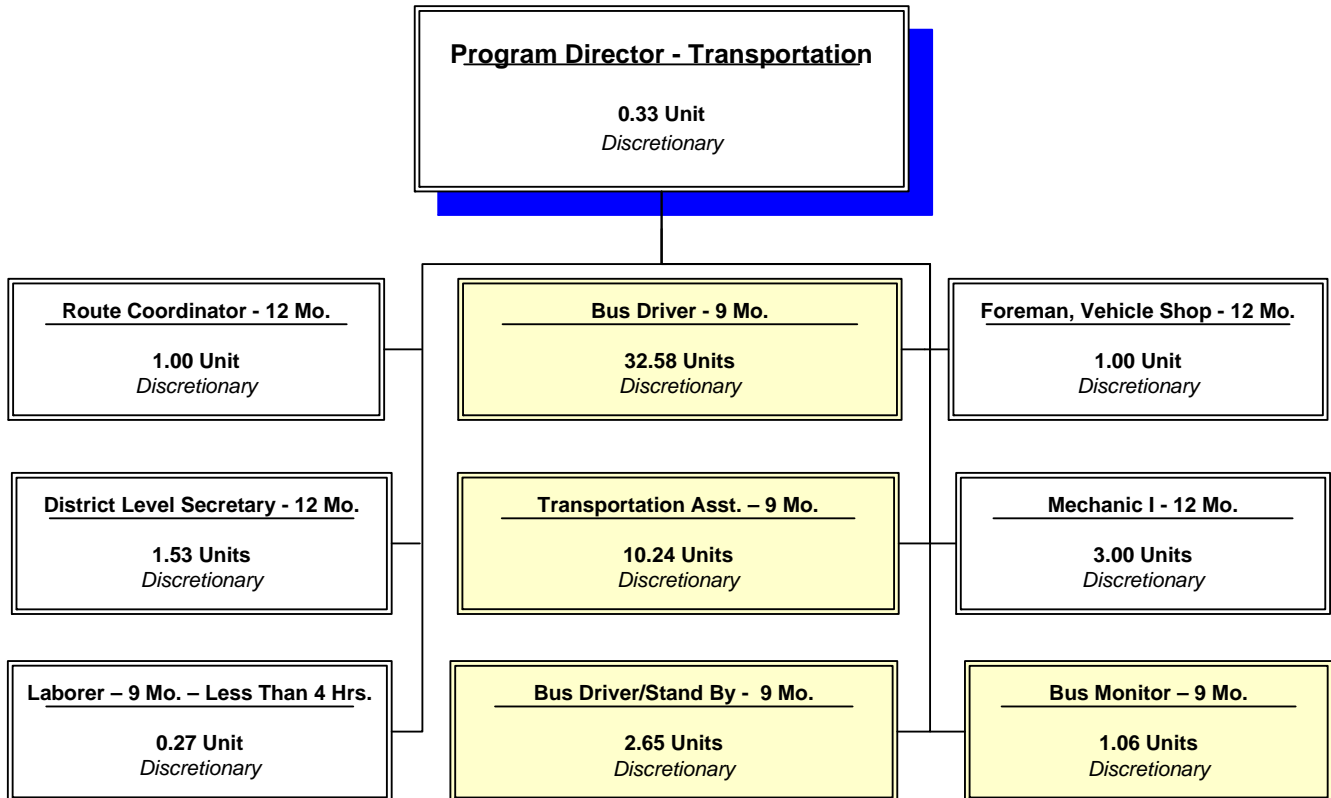 Program Director - Transportation
0.33 Unit
Discretionary
Route Coordinator - 12 Mo.
1.00 Unit
Discretionary
Bus Driver - 9 Mo.
32.58 Units
Discretionary
Foreman, Vehicle Shop - 12 Mo.
1.00 Unit
Discretionary
District Level Secretary - 12 Mo.
1.53 Units
Discretionary
Transportation Asst. – 9 Mo.
10.24 Units
Discretionary
Mechanic I - 12 Mo.
3.00 Units
Discretionary
Laborer – 9 Mo. – Less Than 4 Hrs.
0.27 Unit
Discretionary
Bus Driver/Stand By - 9 Mo.
2.65 Units
Discretionary
Bus Monitor – 9 Mo.
1.06 Units
Discretionary